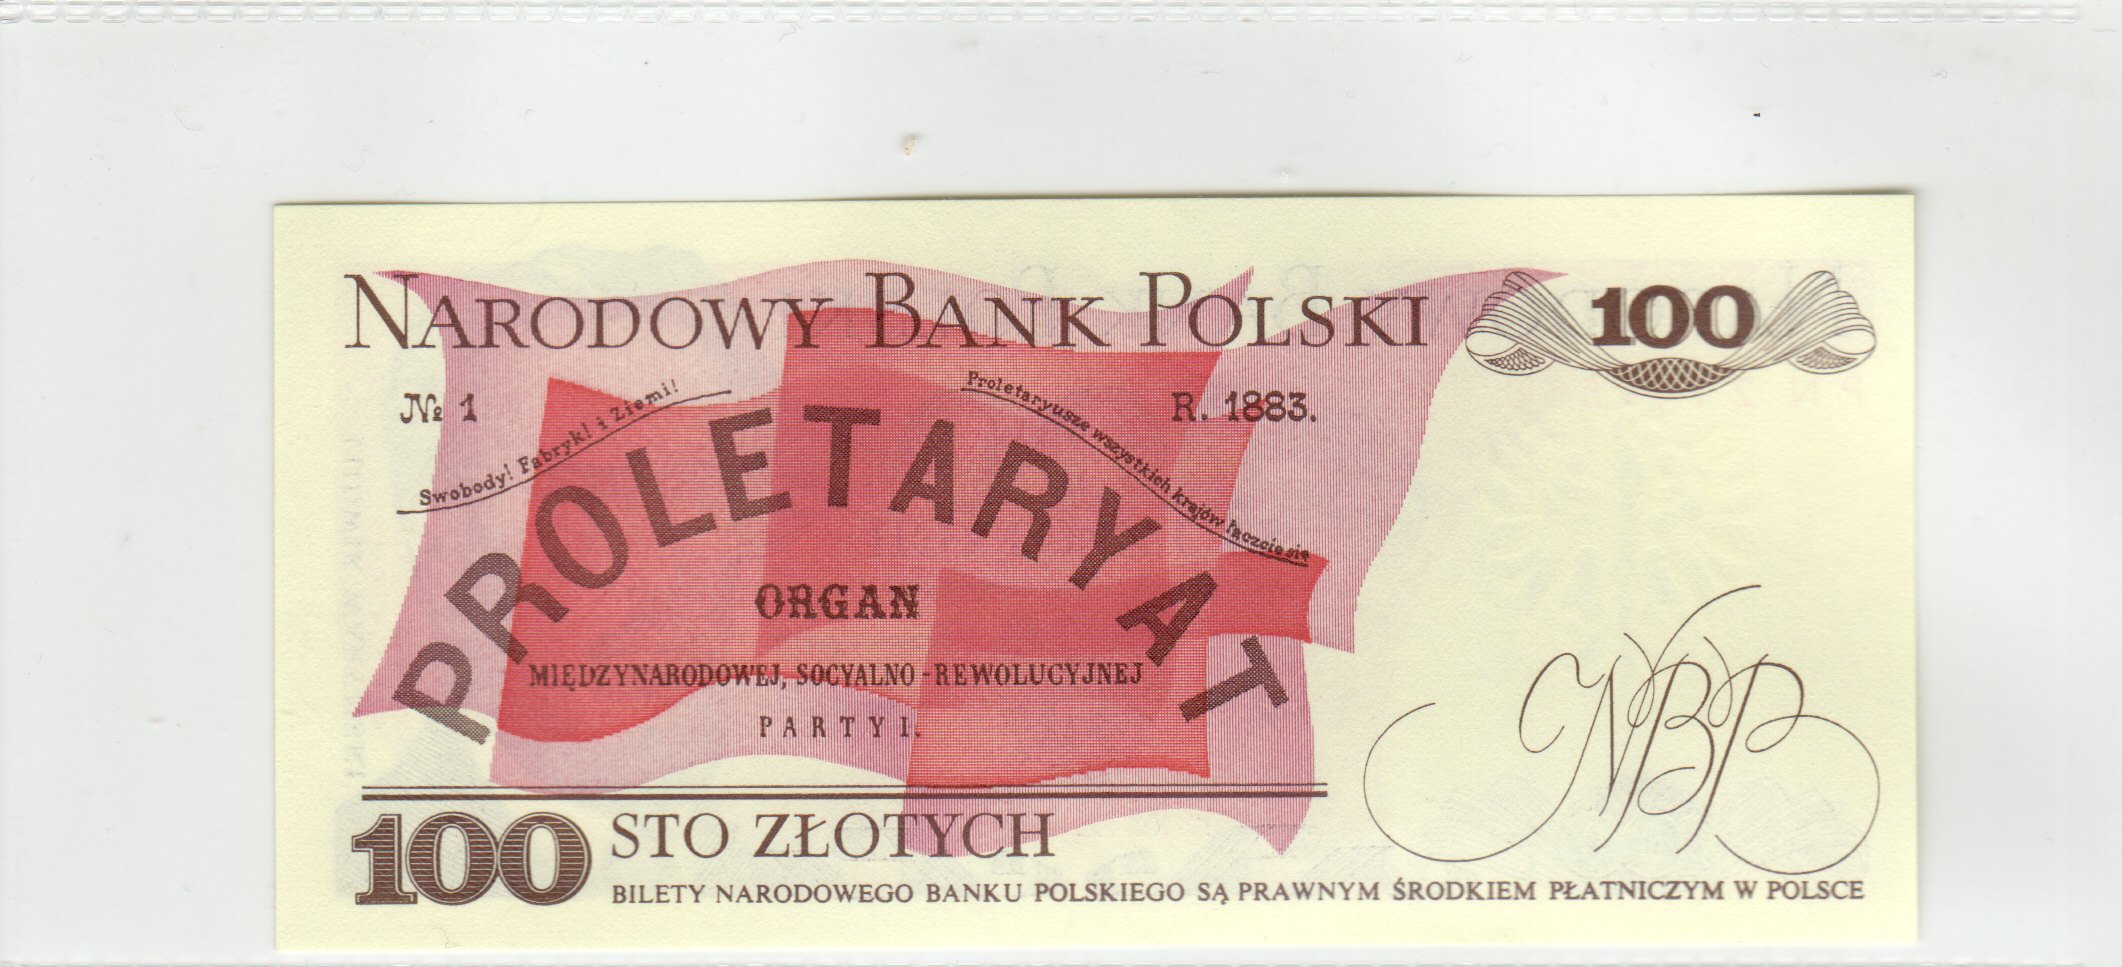 NARODOWY BANK POLSKI
100
№ 1
R. 1883.
Swobody! Fabryk! i Ziemi!
Proletaryusze wszystkich krajów łączcie się
PROLETARYAT
ORGAN
MIĘDZYNARODOWEJ, SOCYALNO-REWOLUCYJNEJ
PARTYI.
NBP
100 STO ZŁOTYCH
BILETY NARODOWEGO BANKU POLSKIEGO SĄ PRAWNYM ŚRODKIEM PŁATNICZYM W POLSCE